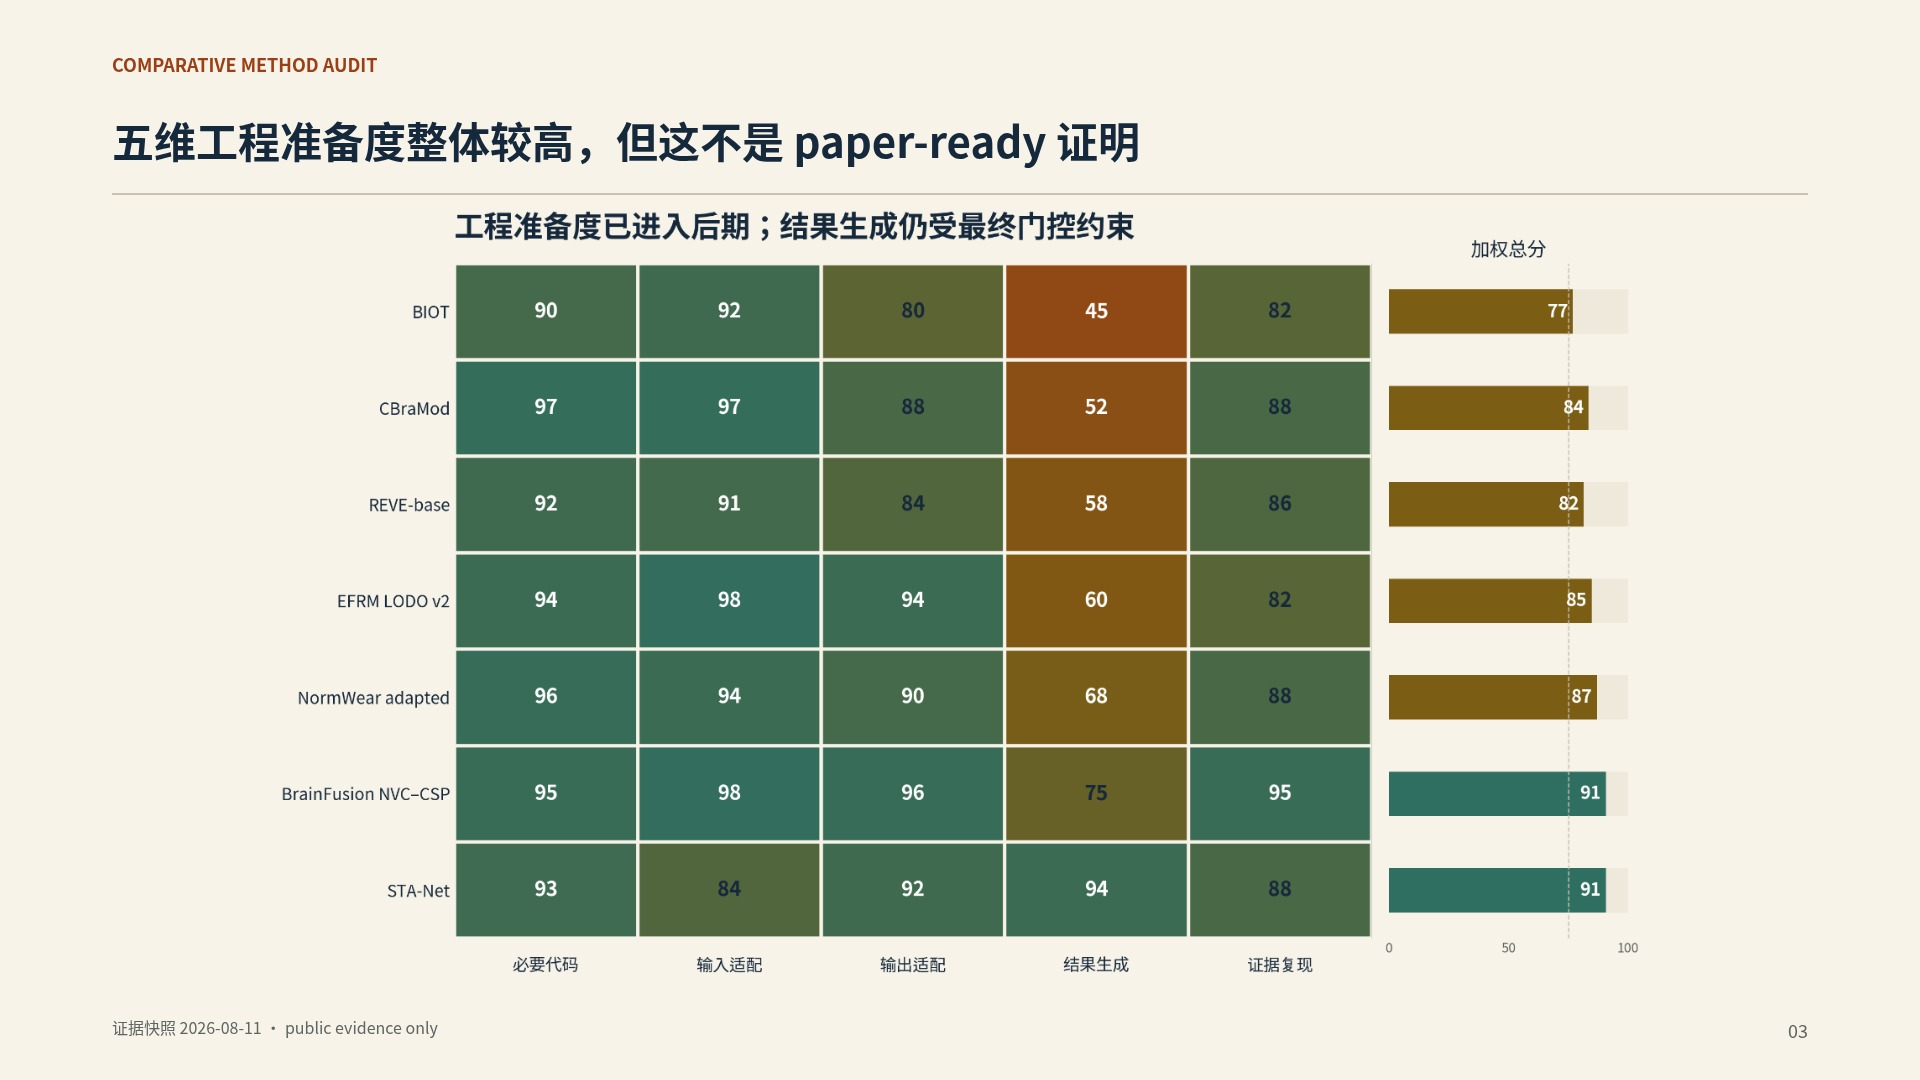 COMPARATIVE METHOD AUDIT
五维工程准备度整体较高，但这不是 paper-ready 证明
工程准备度已进入后期；结果生成仍受最终门控约束
加权总分
BIOT 90 92 80 45 82 77
CBraMod 97 97 88 52 88 84
REVE-base 92 91 84 58 86 82
EFRM LODO v2 94 98 94 60 82 85
NormWear adapted 96 94 90 68 88 87
BrainFusion NVC–CSP 95 98 96 75 95 91
STA-Net 93 84 92 94 88 91
0 50 100
必要代码 输入适配 输出适配 结果生成 证据复现
证据快照 2026-08-11 · public evidence only
03